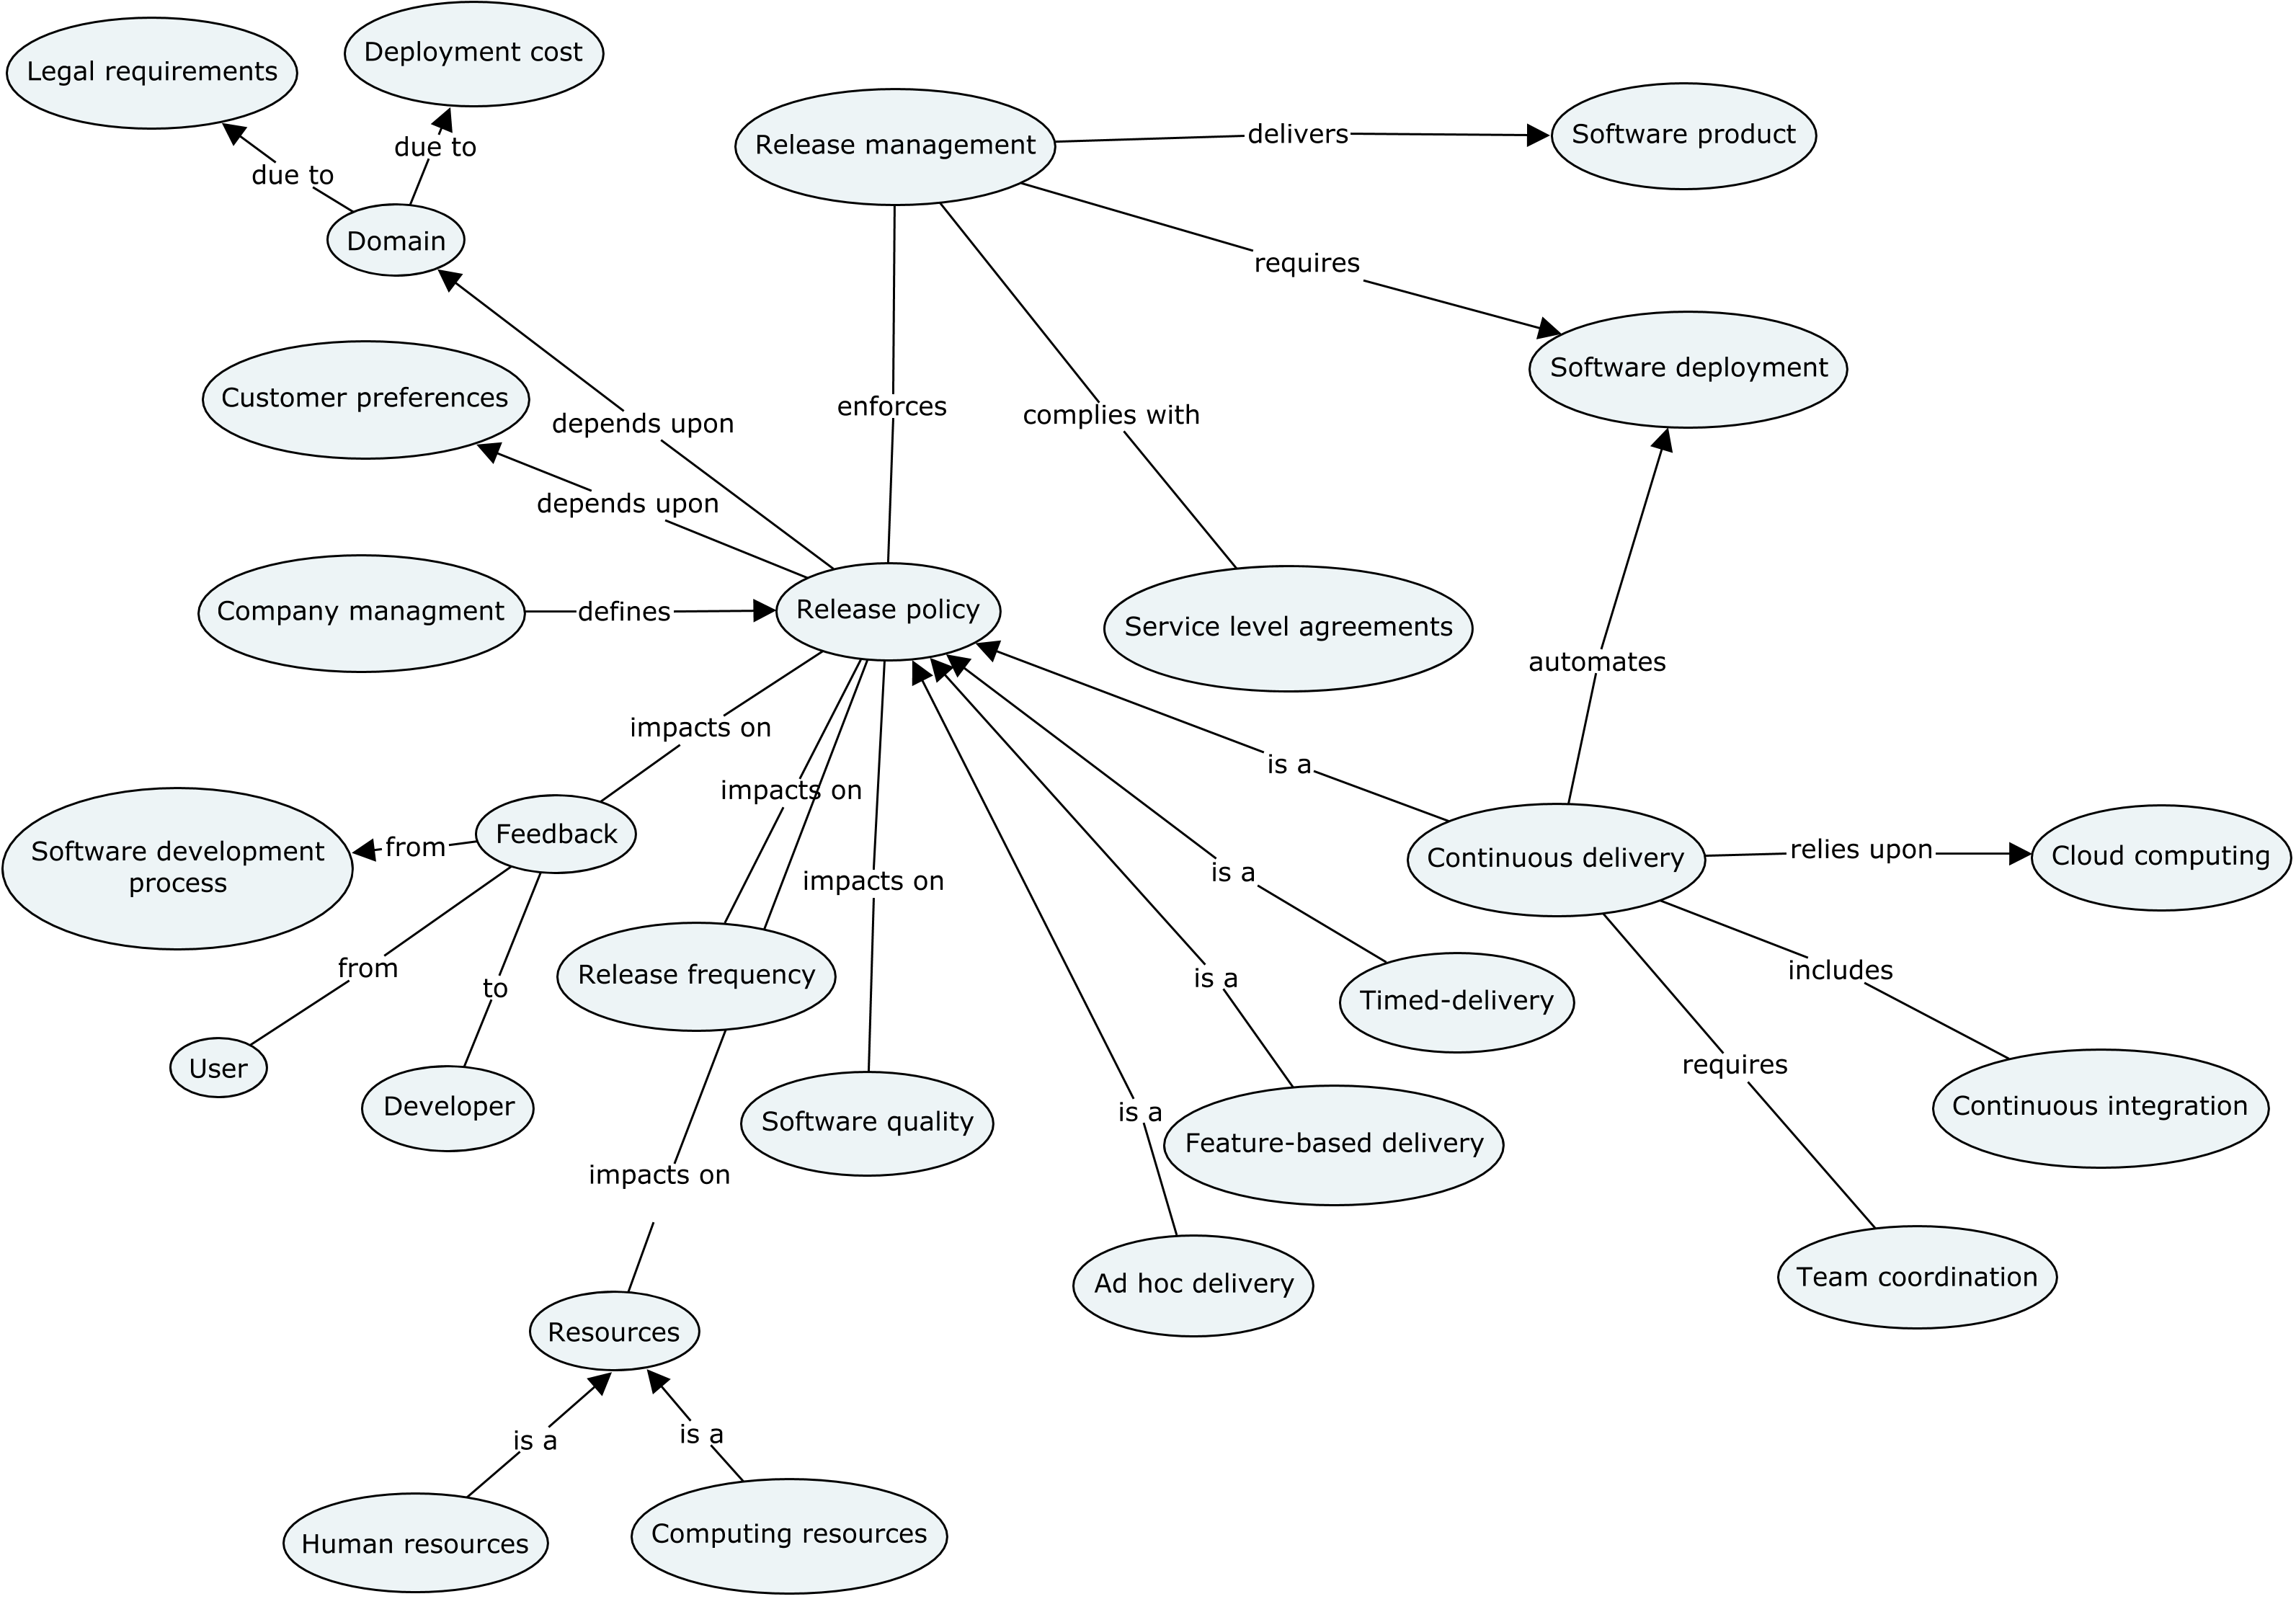 Deployment cost
Legal requirements
Software product
delivers
Release management
due to
due to
Domain
requires
Software deployment
Customer preferences
enforces
complies with
depends upon
depends upon
Company managment
defines
Release policy
Service level agreements
automates
impacts on
is a
impacts on
Feedback
from
Software development
process
relies upon
Cloud computing
Continuous delivery
is a
impacts on
from
to
Release frequency
is a
includes
Timed-delivery
User
requires
Developer
Software quality
is a
Continuous integration
Feature-based delivery
impacts on
Ad hoc delivery
Team coordination
Resources
is a
is a
Human resources
Computing resources